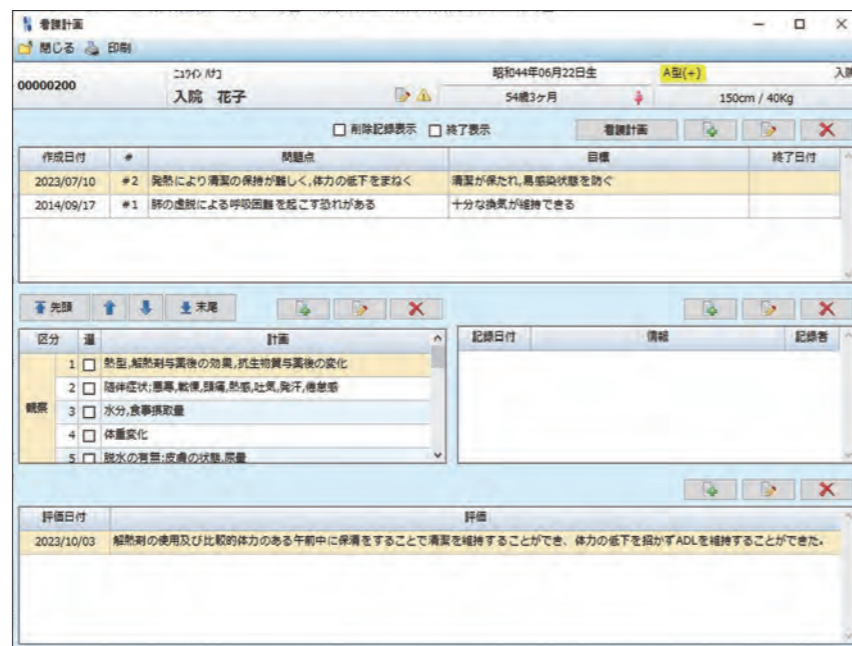 看護計画
閉じる 印刷
00000200
ニュウイン ハナコ
入院 花子
昭和44年06月22日生
A型(+)
54歳3ヶ月
150cm / 40Kg
削除記録表示 終了表示 看護計画
作成日付 # 問題点 目標 終了日付
2023/07/10 #2 発熱により清潔の保持が難しく,体力の低下をまねく 清潔が保たれ,易感染状態を防ぐ
2014/09/17 #1 肺の虚脱による呼吸困難を起こす恐れがある 十分な換気が維持できる
先頭 末尾
区分 選 計画
観察
1 熱型,解熱剤与薬後の効果,抗生物質与薬後の変化
2 随伴症状;悪寒,戦慄,頭痛,熱感,吐気,発汗,倦怠感
3 水分,食事摂取量
4 体重変化
5 脱水の有無;皮膚の状態,尿量
記録日付 情報 記録者
評価日付 評価
2023/10/03 解熱剤の使用及び比較的体力のある午前中に保清をすることで清潔を維持することができ、体力の低下を招かずADLを維持することができた。